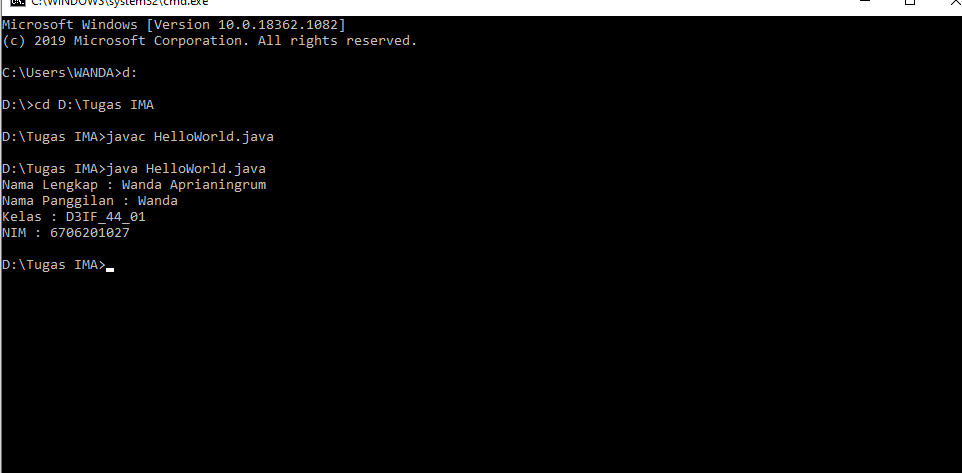 C:\WINDOWS\system32\cmd.exe
Microsoft Windows [Version 10.0.18362.1082]
(c) 2019 Microsoft Corporation. All rights reserved.
C:\Users\WANDA>d:
D:\>cd D:\Tugas IMA
D:\Tugas IMA>javac HelloWorld.java
D:\Tugas IMA>java HelloWorld.java
Nama Lengkap : Wanda Aprianingrum
Nama Panggilan : Wanda
Kelas : D3IF_44_01
NIM : 6706201027
D:\Tugas IMA>